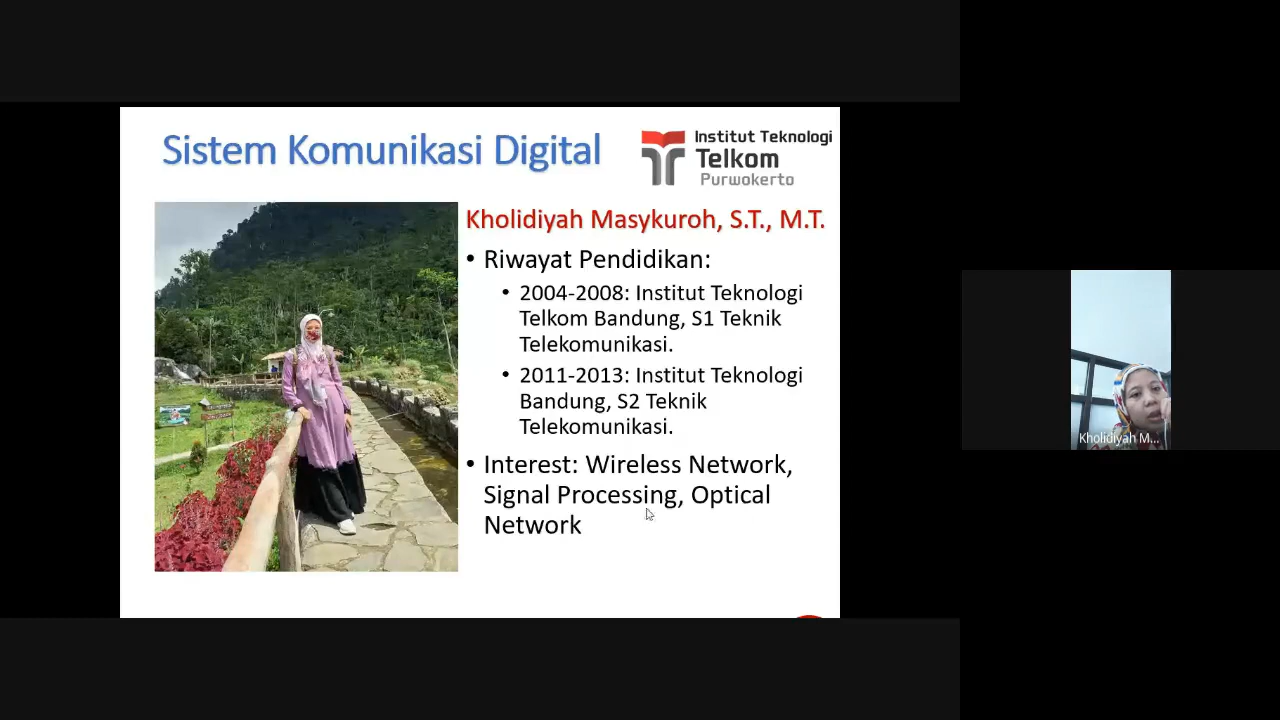 Sistem Komunikasi Digital
Institut Teknologi
Telkom
Purwokerto
Kholidiyah Masykuroh, S.T., M.T.
• Riwayat Pendidikan:
• 2004-2008: Institut Teknologi
Telkom Bandung, S1 Teknik
Telekomunikasi.
• 2011-2013: Institut Teknologi
Bandung, S2 Teknik
Telekomunikasi.
• Interest: Wireless Network,
Signal Processing, Optical
Network
Kholidiyah M...